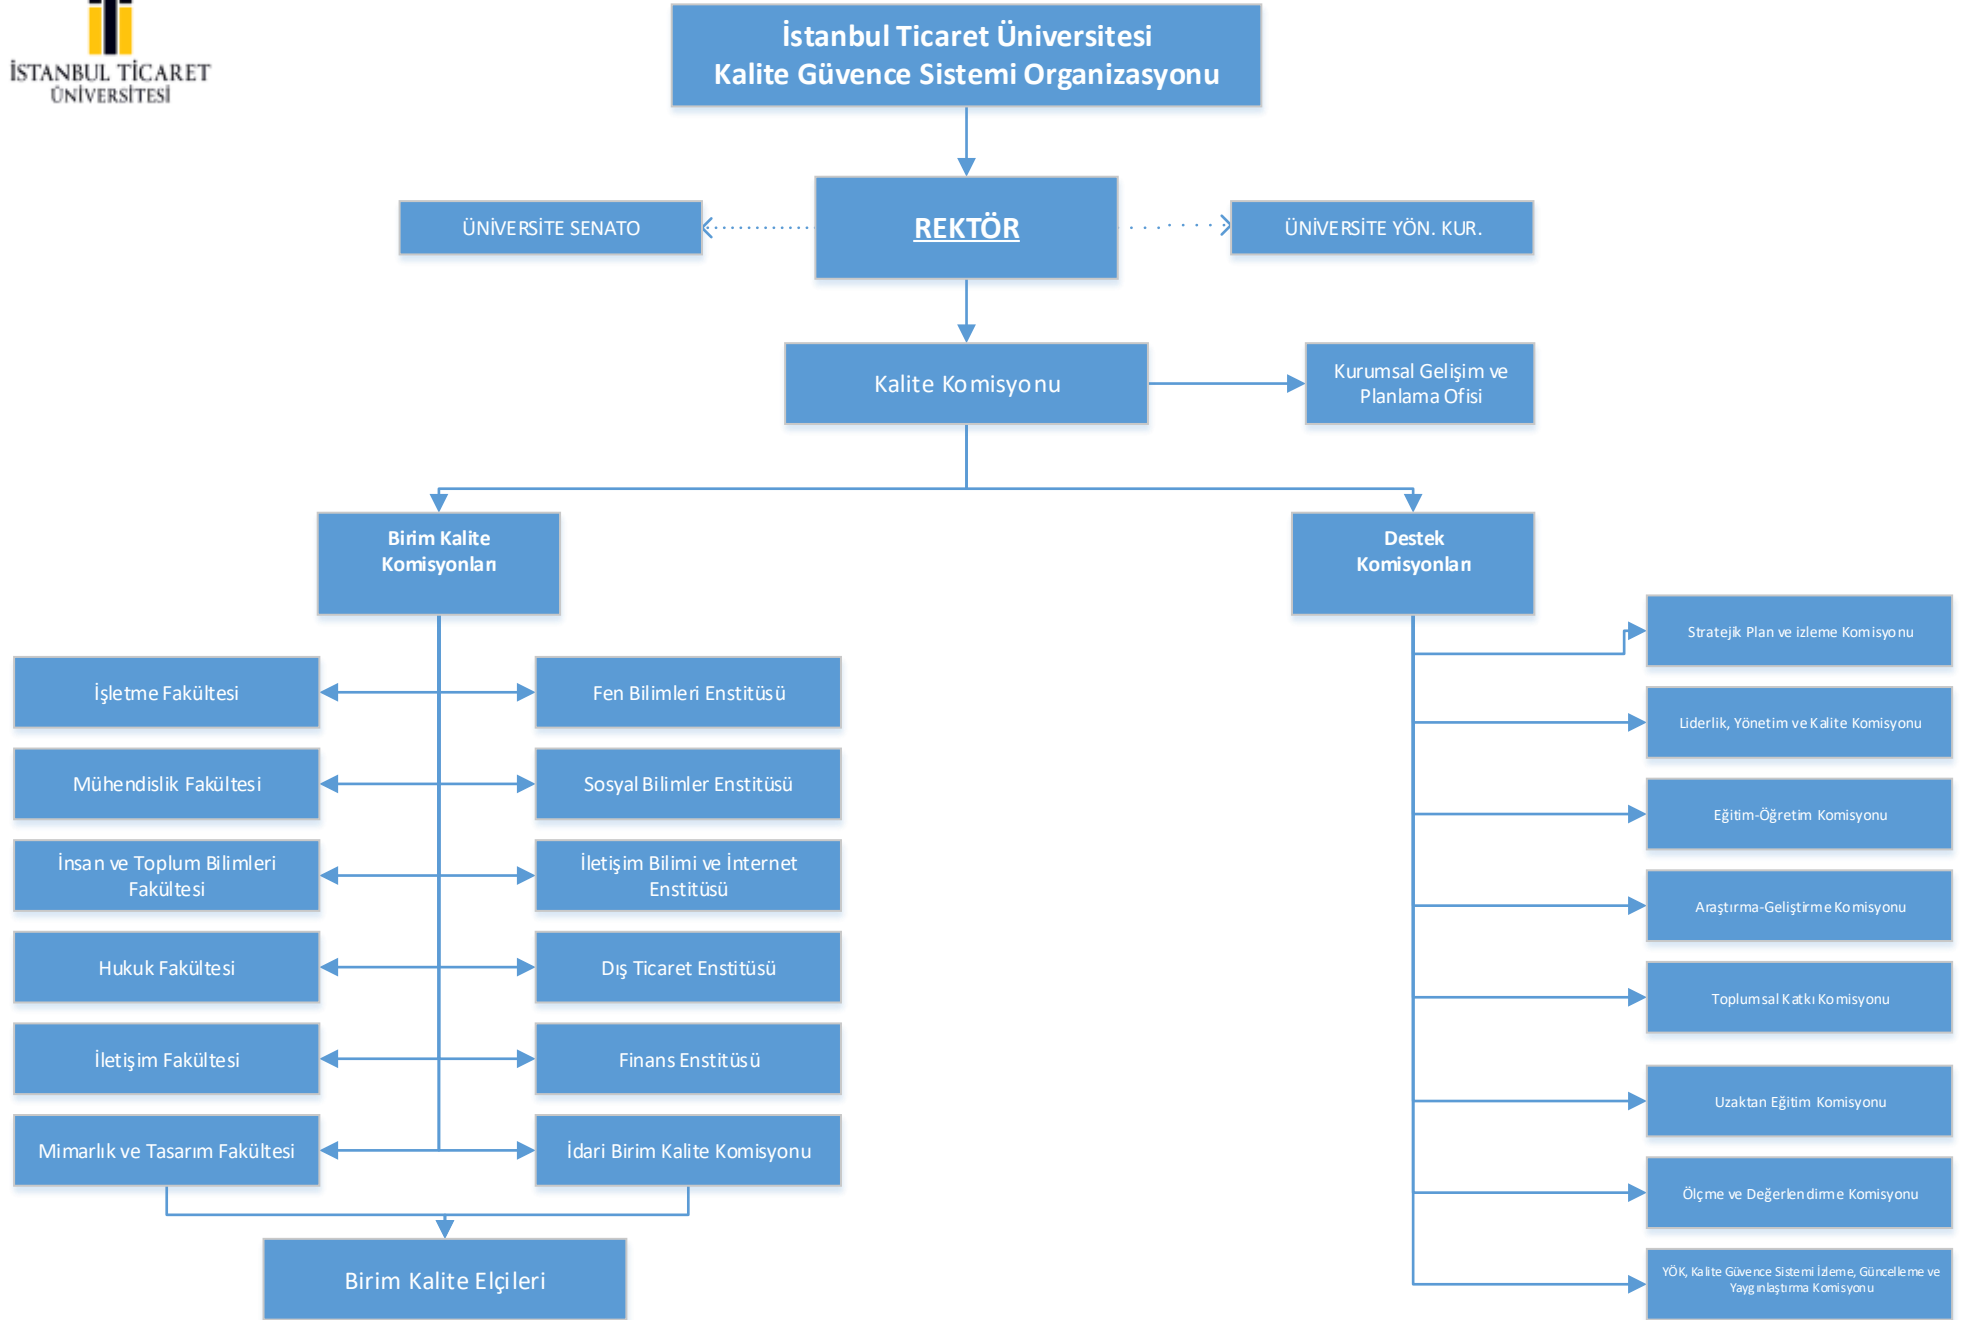 İSTANBUL TİCARET
ÜNİVERSİTESİ
İstanbul Ticaret Üniversitesi
Kalite Güvence Sistemi Organizasyonu
ÜNİVERSİTE SENATO
REKTÖR
ÜNİVERSİTE YÖN. KUR.
Kalite Komisyonu
Kurumsal Gelişim ve
Planlama Ofisi
Birim Kalite
Komisyonları
Destek
Komisyonları
İşletme Fakültesi
Mühendislik Fakültesi
İnsan ve Toplum Bilimleri
Fakültesi
Hukuk Fakültesi
İletişim Fakültesi
Mimarlık ve Tasarım Fakültesi
Fen Bilimleri Enstitüsü
Sosyal Bilimler Enstitüsü
İletişim Bilimi ve İnternet
Enstitüsü
Dış Ticaret Enstitüsü
Finans Enstitüsü
İdari Birim Kalite Komisyonu
Birim Kalite Elçileri
Stratejik Plan ve izleme Komisyonu
Liderlik, Yönetim ve Kalite Komisyonu
Eğitim-Öğretim Komisyonu
Araştırma-Geliştirme Komisyonu
Toplumsal Katkı Komisyonu
Uzaktan Eğitim Komisyonu
Ölçme ve Değerlendirme Komisyonu
YÖK, Kalite Güvence Sistemi İzleme, Güncelleme ve
Yaygınlaştırma Komisyonu